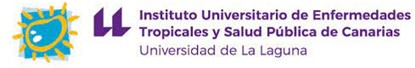 Instituto Universitario de Enfermedades
Tropicales y Salud Pública de Canarias
Universidad de La Laguna